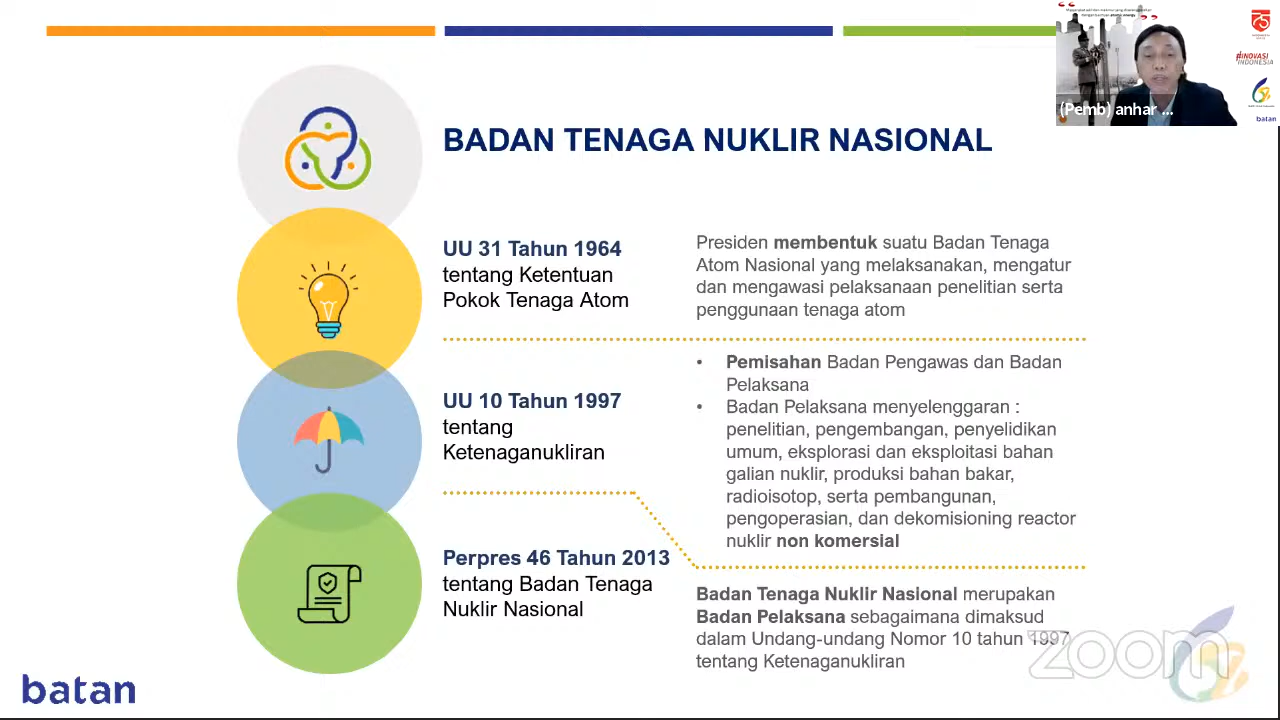 (Pemb) anhar ...
#INOVASI
INDONESIA
batan
BADAN TENAGA NUKLIR NASIONAL
UU 31 Tahun 1964
tentang Ketentuan
Pokok Tenaga Atom
Presiden membentuk suatu Badan Tenaga
Atom Nasional yang melaksanakan, mengatur
dan mengawasi pelaksanaan penelitian serta
penggunaan tenaga atom
UU 10 Tahun 1997
tentang
Ketenaganukliran
• Pemisahan Badan Pengawas dan Badan
Pelaksana
• Badan Pelaksana menyelenggaran :
penelitian, pengembangan, penyelidikan
umum, eksplorasi dan eksploitasi bahan
galian nuklir, produksi bahan bakar,
radioisotop, serta pembangunan,
pengoperasian, dan dekomisioning reactor
nuklir non komersial
Perpres 46 Tahun 2013
tentang Badan Tenaga
Nuklir Nasional
Badan Tenaga Nuklir Nasional merupakan
Badan Pelaksana sebagaimana dimaksud
dalam Undang-undang Nomor 10 tahun 1997
tentang Ketenaganukliran
zoom
batan